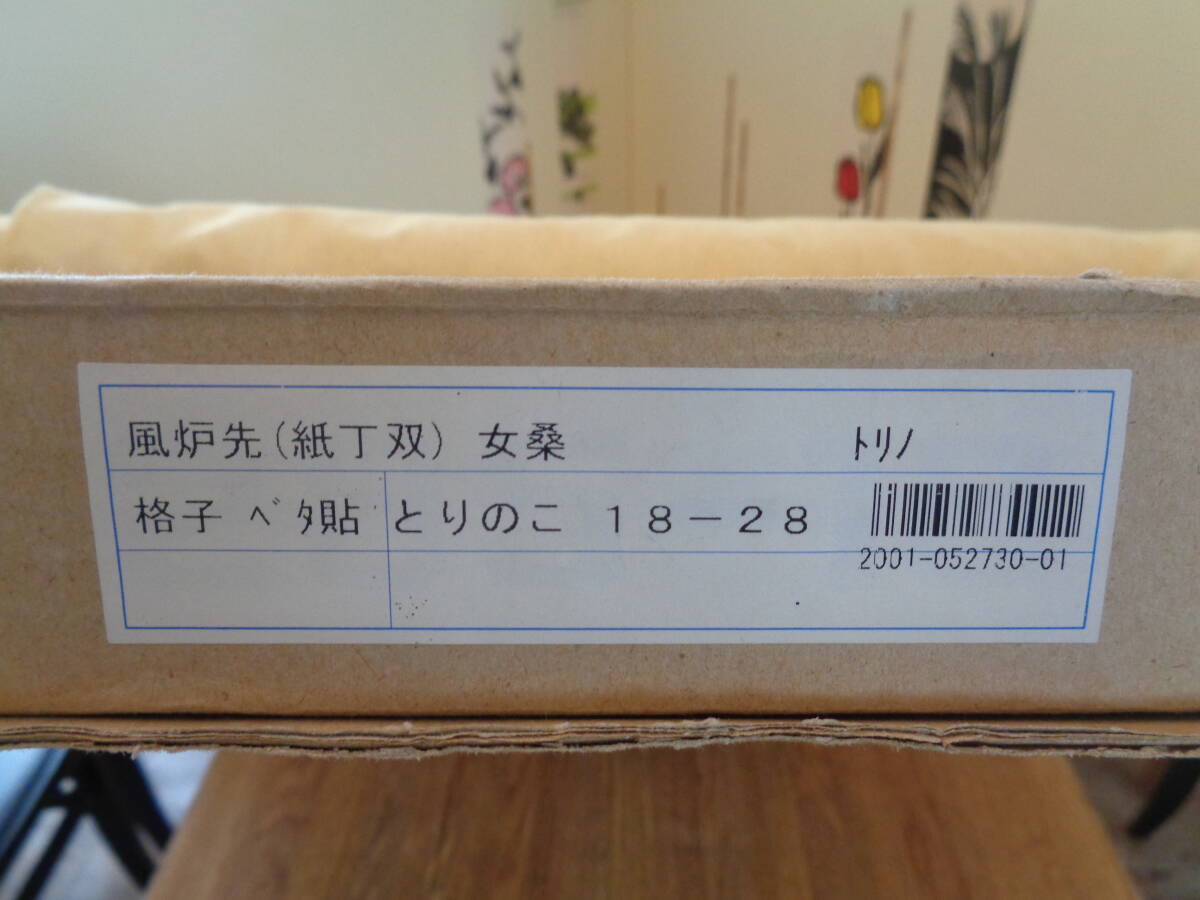 風炉先(紙丁双) 女桑 ﾄﾘﾉ
格子 ﾍﾞﾀ貼 とりのこ 18-28
2001-052730-01